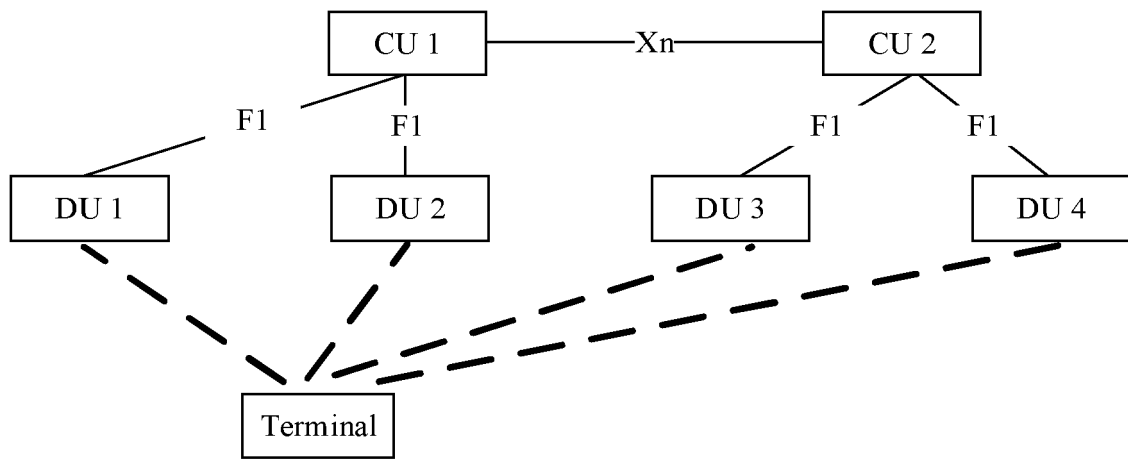 CU 1
Xn
CU 2
F1
F1
F1
F1
DU 1
DU 2
DU 3
DU 4
Terminal